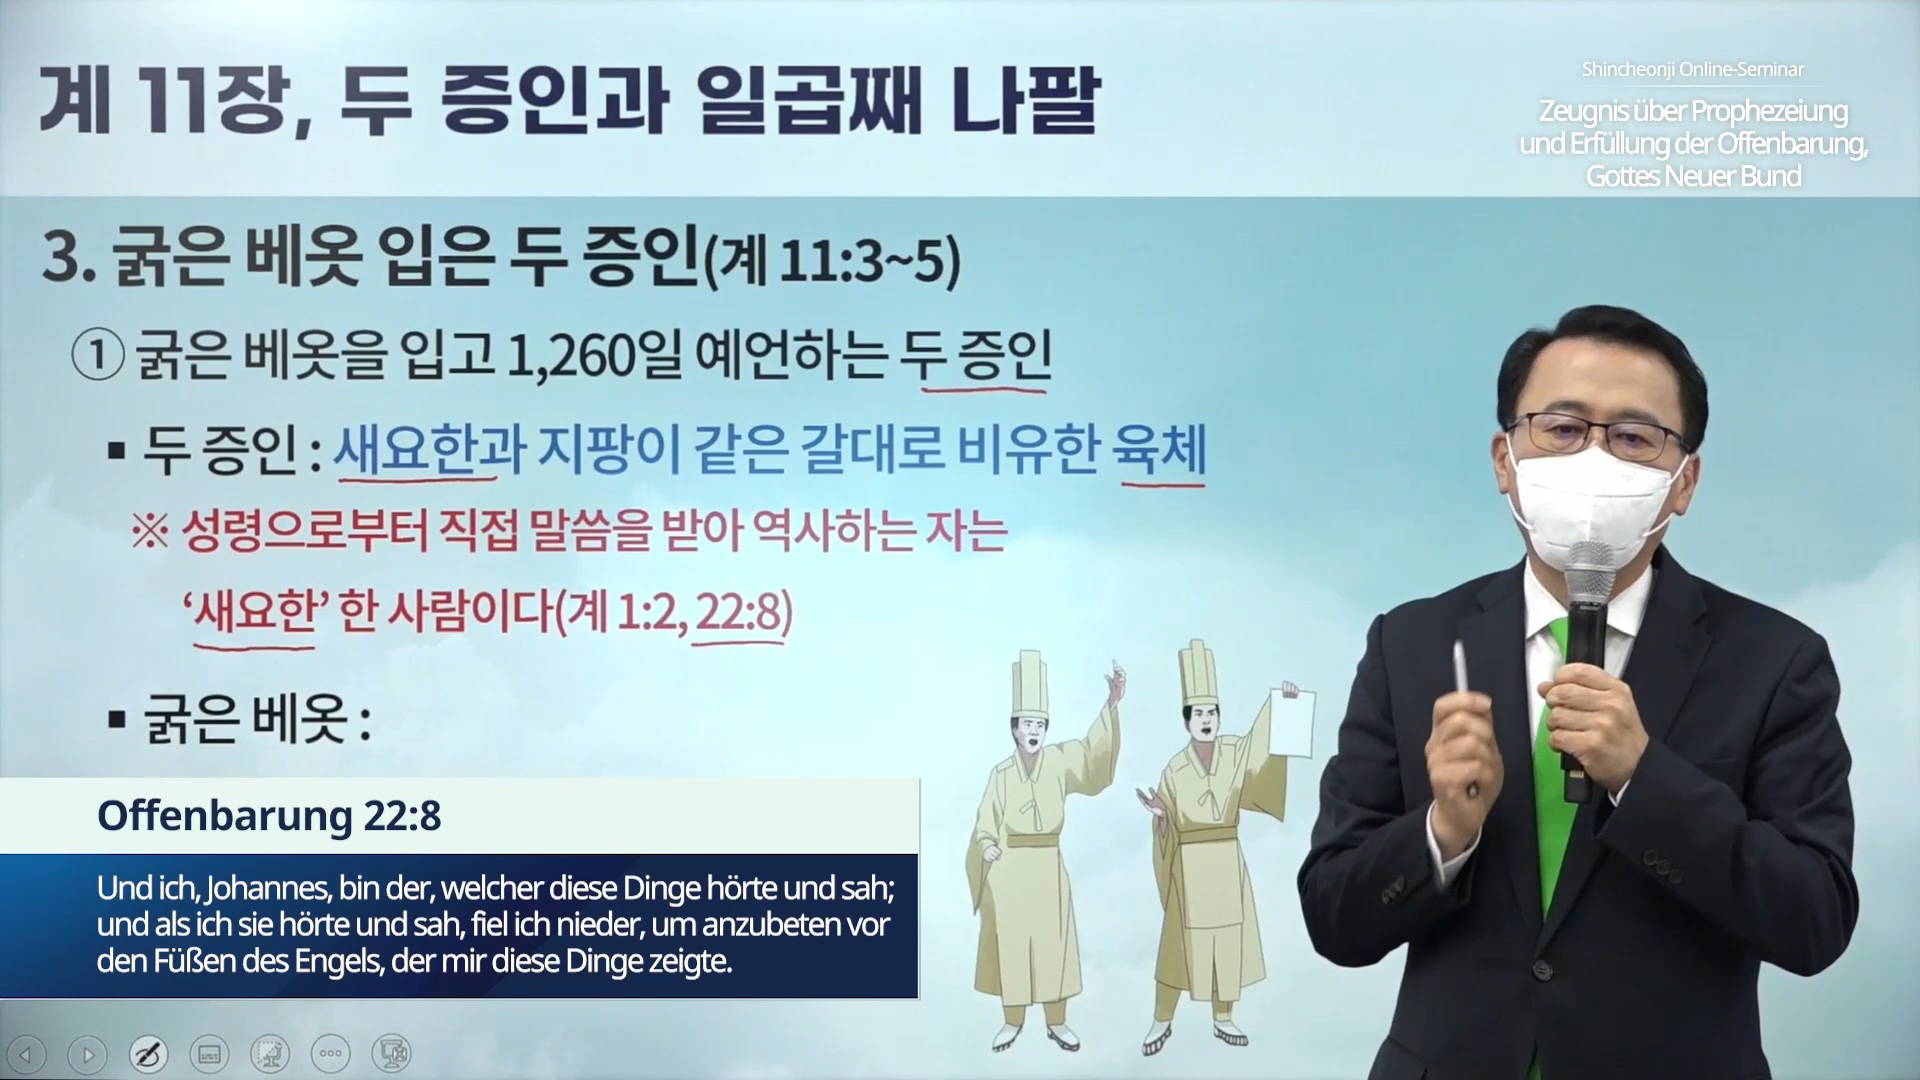 계 11장, 두 증인과 일곱째 나팔
Shincheonji Online-Seminar
Zeugnis über Prophezeiung
und Erfüllung der Offenbarung,
Gottes Neuer Bund
3. 굵은 베옷 입은 두 증인(계 11:3~5)
① 굵은 베옷을 입고 1,260일 예언하는 두 증인
▪ 두 증인 : 새요한과 지팡이 같은 갈대로 비유한 육체
※ 성령으로부터 직접 말씀을 받아 역사하는 자는
‘새요한’ 한 사람이다(계 1:2, 22:8)
▪ 굵은 베옷 :
Offenbarung 22:8
Und ich, Johannes, bin der, welcher diese Dinge hörte und sah;
und als ich sie hörte und sah, fiel ich nieder, um anzubeten vor
den Füßen des Engels, der mir diese Dinge zeigte.